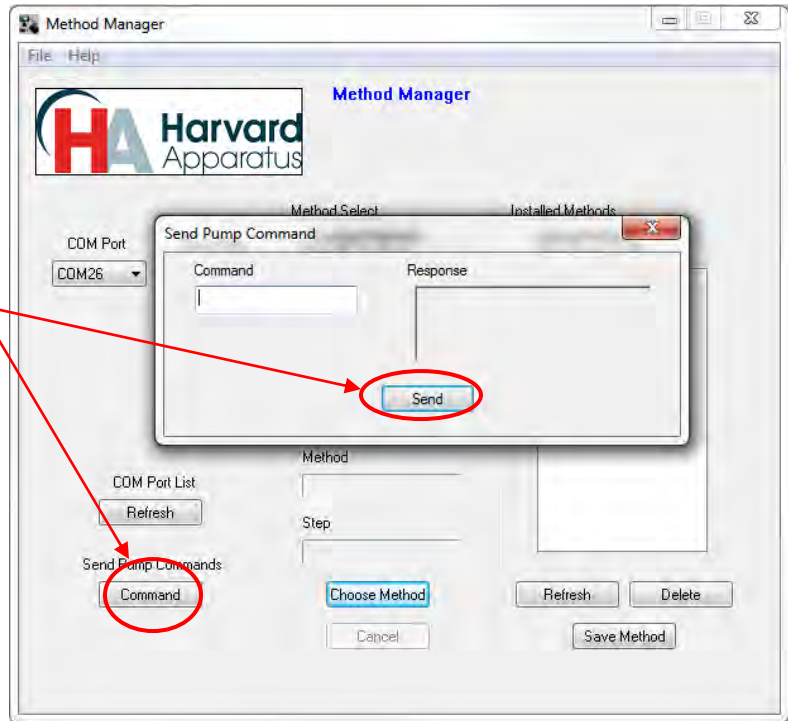 Method Manager
File Help
Method Manager
HA Harvard
Apparatus
Method Select
Installed Methods
COM Port
COM26
Send Pump Command
Command
Response
Send
COM Port List
Refresh
Method
Step
Send Pump Commands
Command
Choose Method
Cancel
Refresh
Delete
Save Method